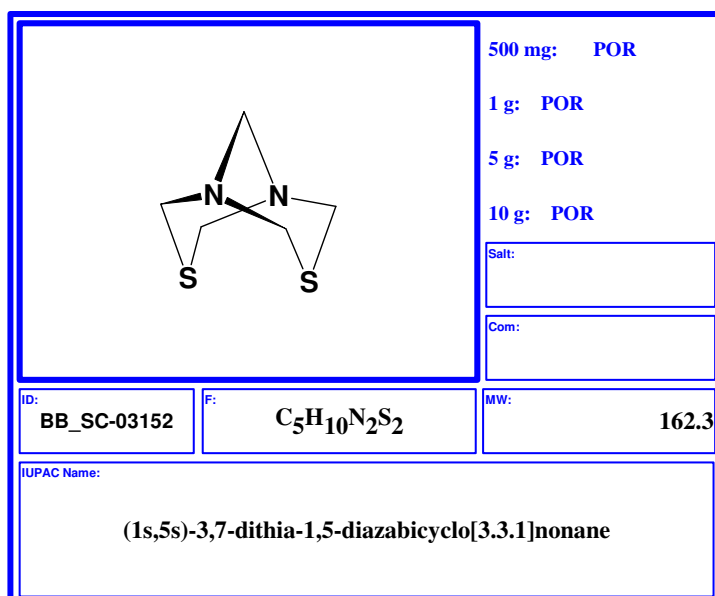 500 mg: POR
1 g: POR
5 g: POR
10 g: POR
N N
S S
Salt:
Com:
ID: BB_SC-03152
F: C5H10N2S2
MW: 162.3
IUPAC Name:
(1s,5s)-3,7-dithia-1,5-diazabicyclo[3.3.1]nonane